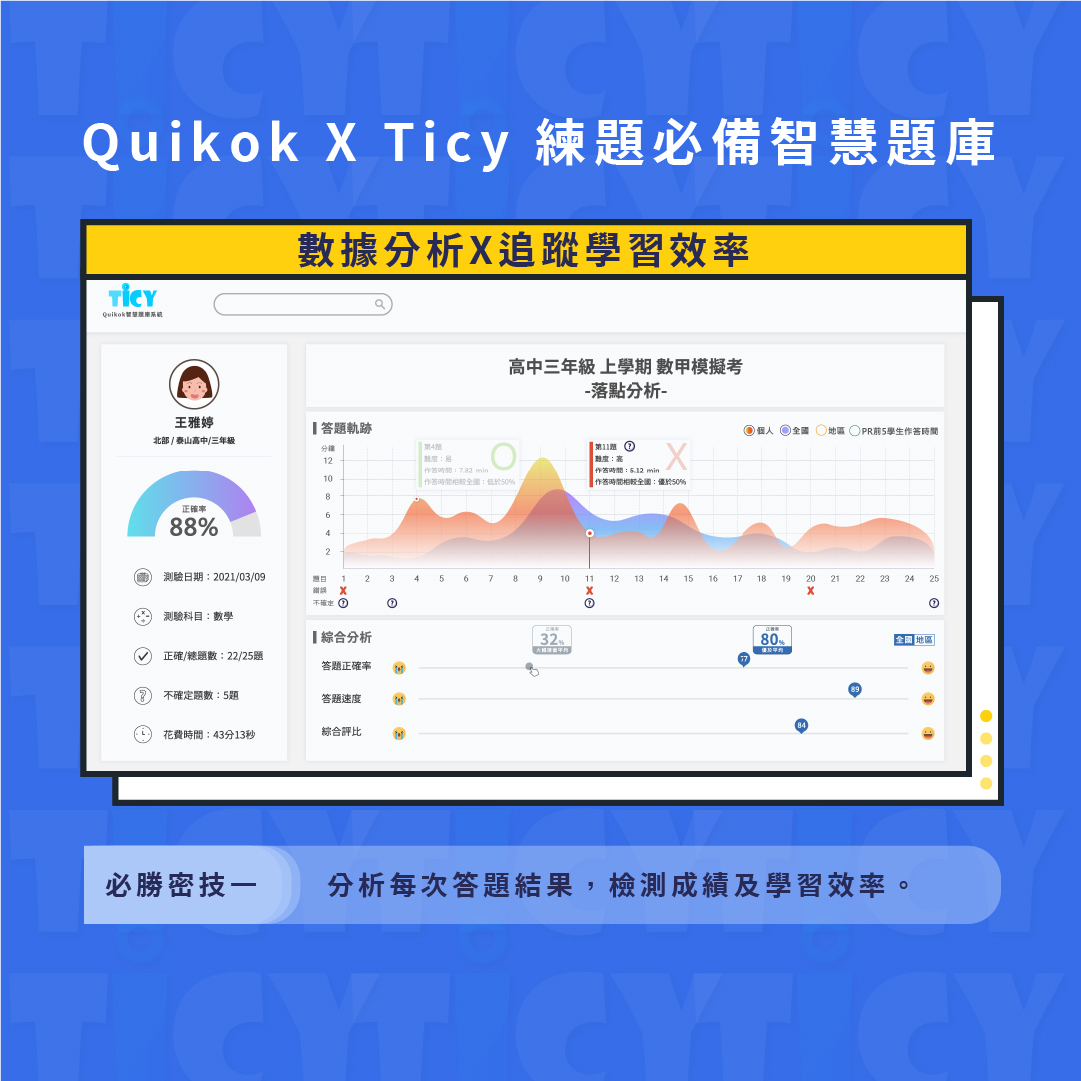 Quikok X Ticy 練題必備智慧題庫
數據分析X追蹤學習效率
TiCY
Quikok智慧題庫系統
王雅婷
北部 / 泰山高中/三年級
正確率
88%
測驗日期：2021/03/09
測驗科目：數學
正確/總題數：22/25題
不確定題數：5題
花費時間：43分13秒
高中三年級 上學期 數甲模擬考
-落點分析-
答題軌跡
個人 全國 地區 PR前5學生作答時間
分鐘
12
10
8
6
4
2
第4題
難度：易
作答時間：7.82 min
作答時間相較全國：低於50%
第11題 ?
難度：高
作答時間：5.12 min
作答時間相較全國：優於50%
題目 1 2 3 4 5 6 7 8 9 10 11 12 13 14 15 16 17 18 19 20 21 22 23 24 25
錯誤 X X X
不確定 ? ? ? ?
綜合分析
全國 地區
正確率
32%
正確率
80%
優於平均
答題正確率 77
答題速度 89
綜合評比 84
必勝密技一
分析每次答題結果，檢測成績及學習效率。